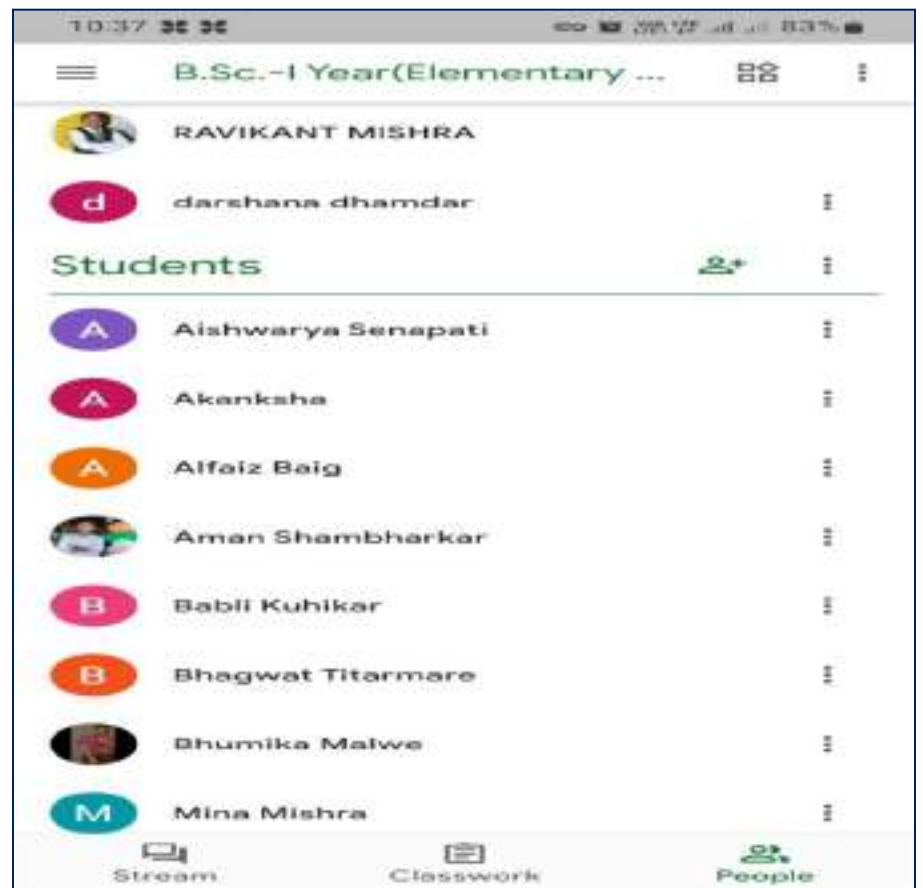 10:37 83%
B.Sc.-I Year(Elementary ...
RAVIKANT MISHRA
d darshana dhamdar
Students
A Aishwarya Senapati
A Akanksha
A Alfaiz Baig
Aman Shambharkar
B Babli Kuhikar
B Bhagwat Titarmare
Bhumika Malwe
M Mina Mishra
Stream Classwork People